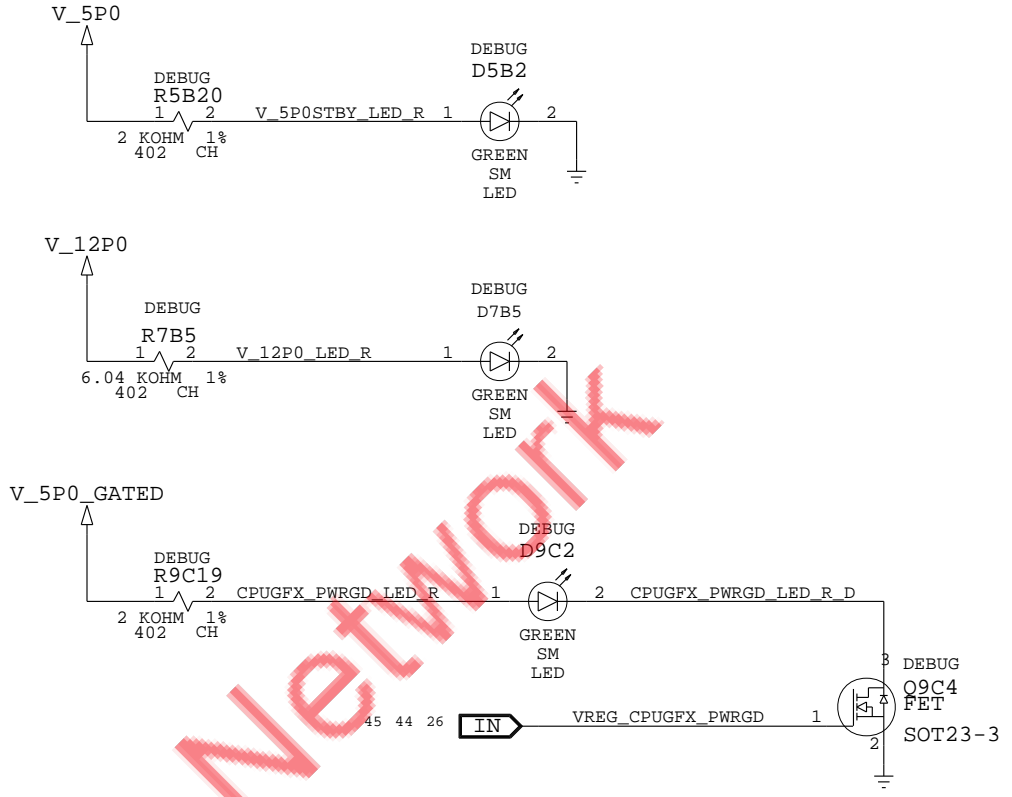 V_5P0
DEBUG
D5B2
DEBUG
R5B20
1 2 V_5P0STBY_LED_R 1 2
2 KOHM 1%
402 CH
GREEN
SM
LED
V_12P0
DEBUG
D7B5
DEBUG
R7B5
1 2 V_12P0_LED_R 1 2
6.04 KOHM 1%
402 CH
GREEN
SM
LED
V_5P0_GATED
DEBUG
D9C2
DEBUG
R9C19
1 2 CPUGFX_PWRGD_LED_R 1 2 CPUGFX_PWRGD_LED_R_D
2 KOHM 1%
402 CH
GREEN
SM
LED
3 DEBUG
Q9C4
FET
SOT23-3
45 44 26 IN VREG_CPUGFX_PWRGD 1
2
Network